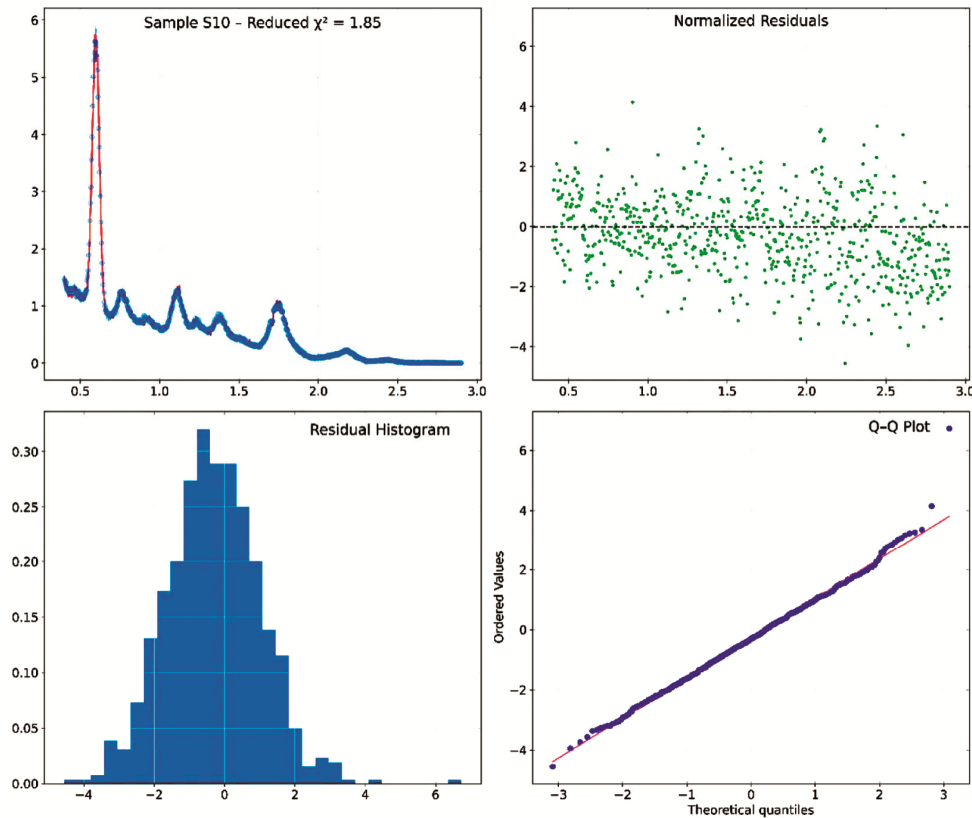 Sample S10 – Reduced χ² = 1.85
6
5
4
3
2
1
0
0.5 1.0 1.5 2.0 2.5 3.0
Normalized Residuals
6
4
2
0
−2
−4
0.5 1.0 1.5 2.0 2.5 3.0
Residual Histogram
0.30
0.25
0.20
0.15
0.10
0.05
0.00
−4 −2 0 2 4 6
Q–Q Plot
Ordered Values
6
4
2
0
−2
−4
−3 −2 −1 0 1 2 3
Theoretical quantiles